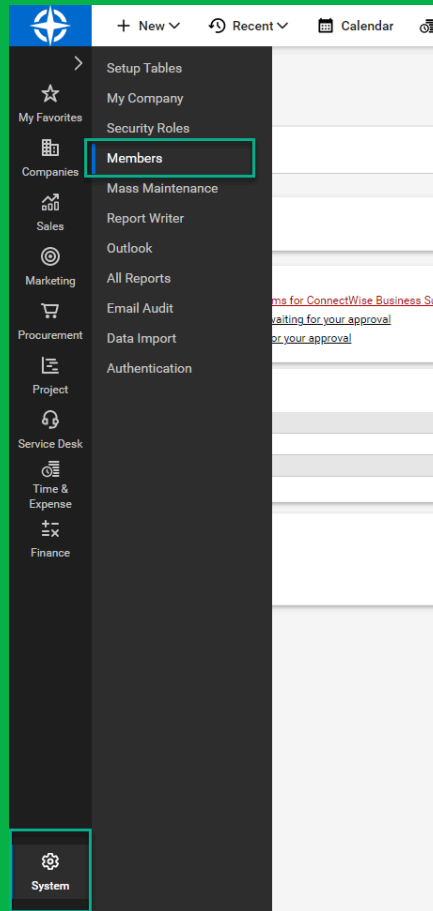 New
Recent
Calendar
My Favorites
Companies
Sales
Marketing
Procurement
Project
Service Desk
Time &
Expense
Finance
System
Setup Tables
My Company
Security Roles
Members
Mass Maintenance
Report Writer
Outlook
All Reports
Email Audit
Data Import
Authentication
ms for ConnectWise Business Su
vaiting for your approval
or your approval